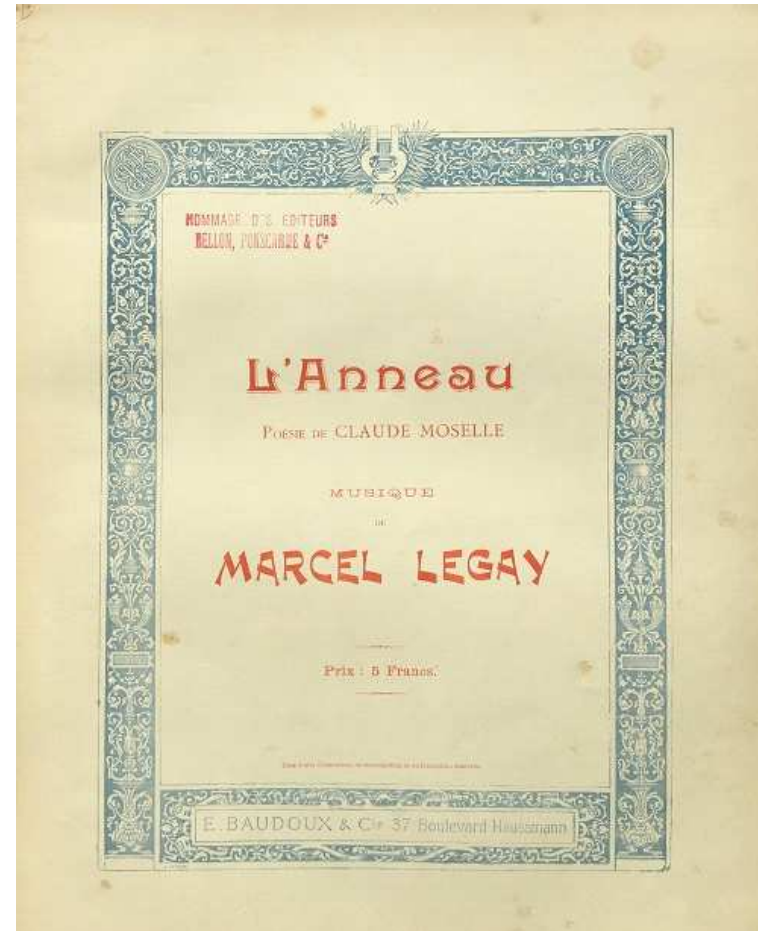 HOMMAGE DES EDITEURS
BELLON, PONSCARME & Cie
L'Anneau
POÉSIE DE CLAUDE MOSELLE
MUSIQUE
DE
MARCEL LEGAY
Prix : 5 Francs.
E. BAUDOUX & Cie 37 Boulevard Haussmann